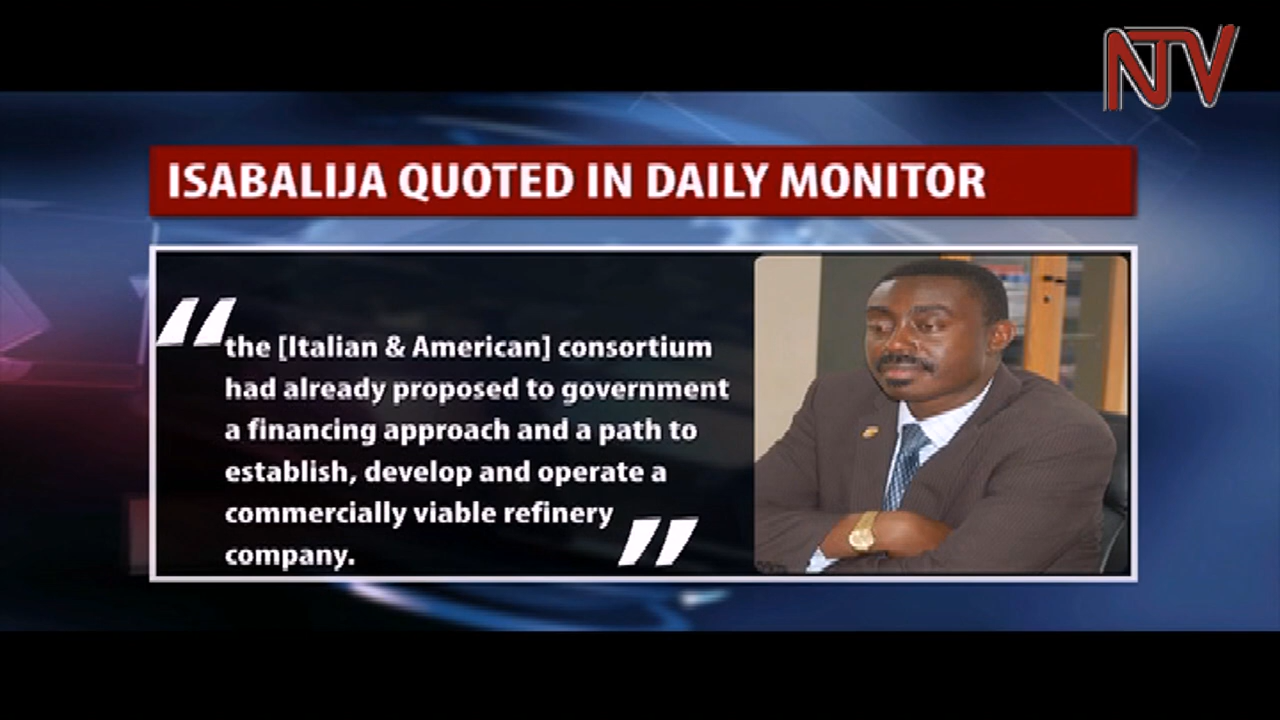 NTV
ISABALIJA QUOTED IN DAILY MONITOR
“the [Italian & American] consortium
had already proposed to government
a financing approach and a path to
establish, develop and operate a
commercially viable refinery
company.”